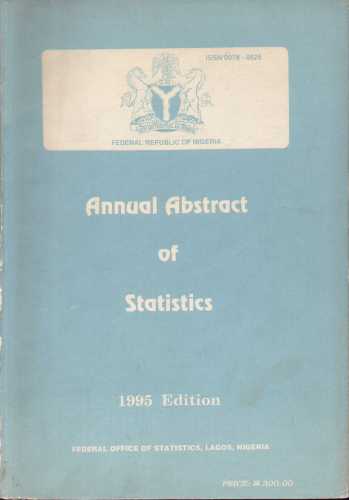 ISSN 0078 - 0626
FEDERAL REPUBLIC OF NIGERIA
Annual Abstract
of
Statistics
1995 Edition
FEDERAL OFFICE OF STATISTICS, LAGOS, NIGERIA
PRICE: ₦ 300.00